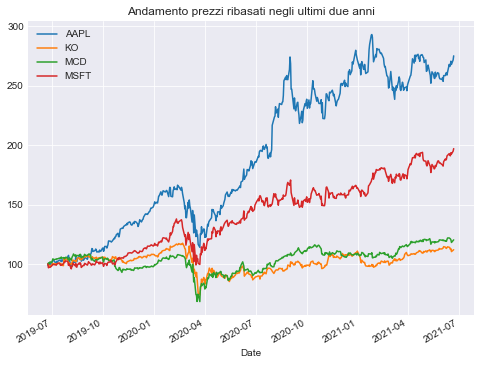 Andamento prezzi ribasati negli ultimi due anni
300
250
200
150
100
AAPL
KO
MCD
MSFT
2019-07
2019-10
2020-01
2020-04
2020-07
2020-10
2021-01
2021-04
2021-07
Date